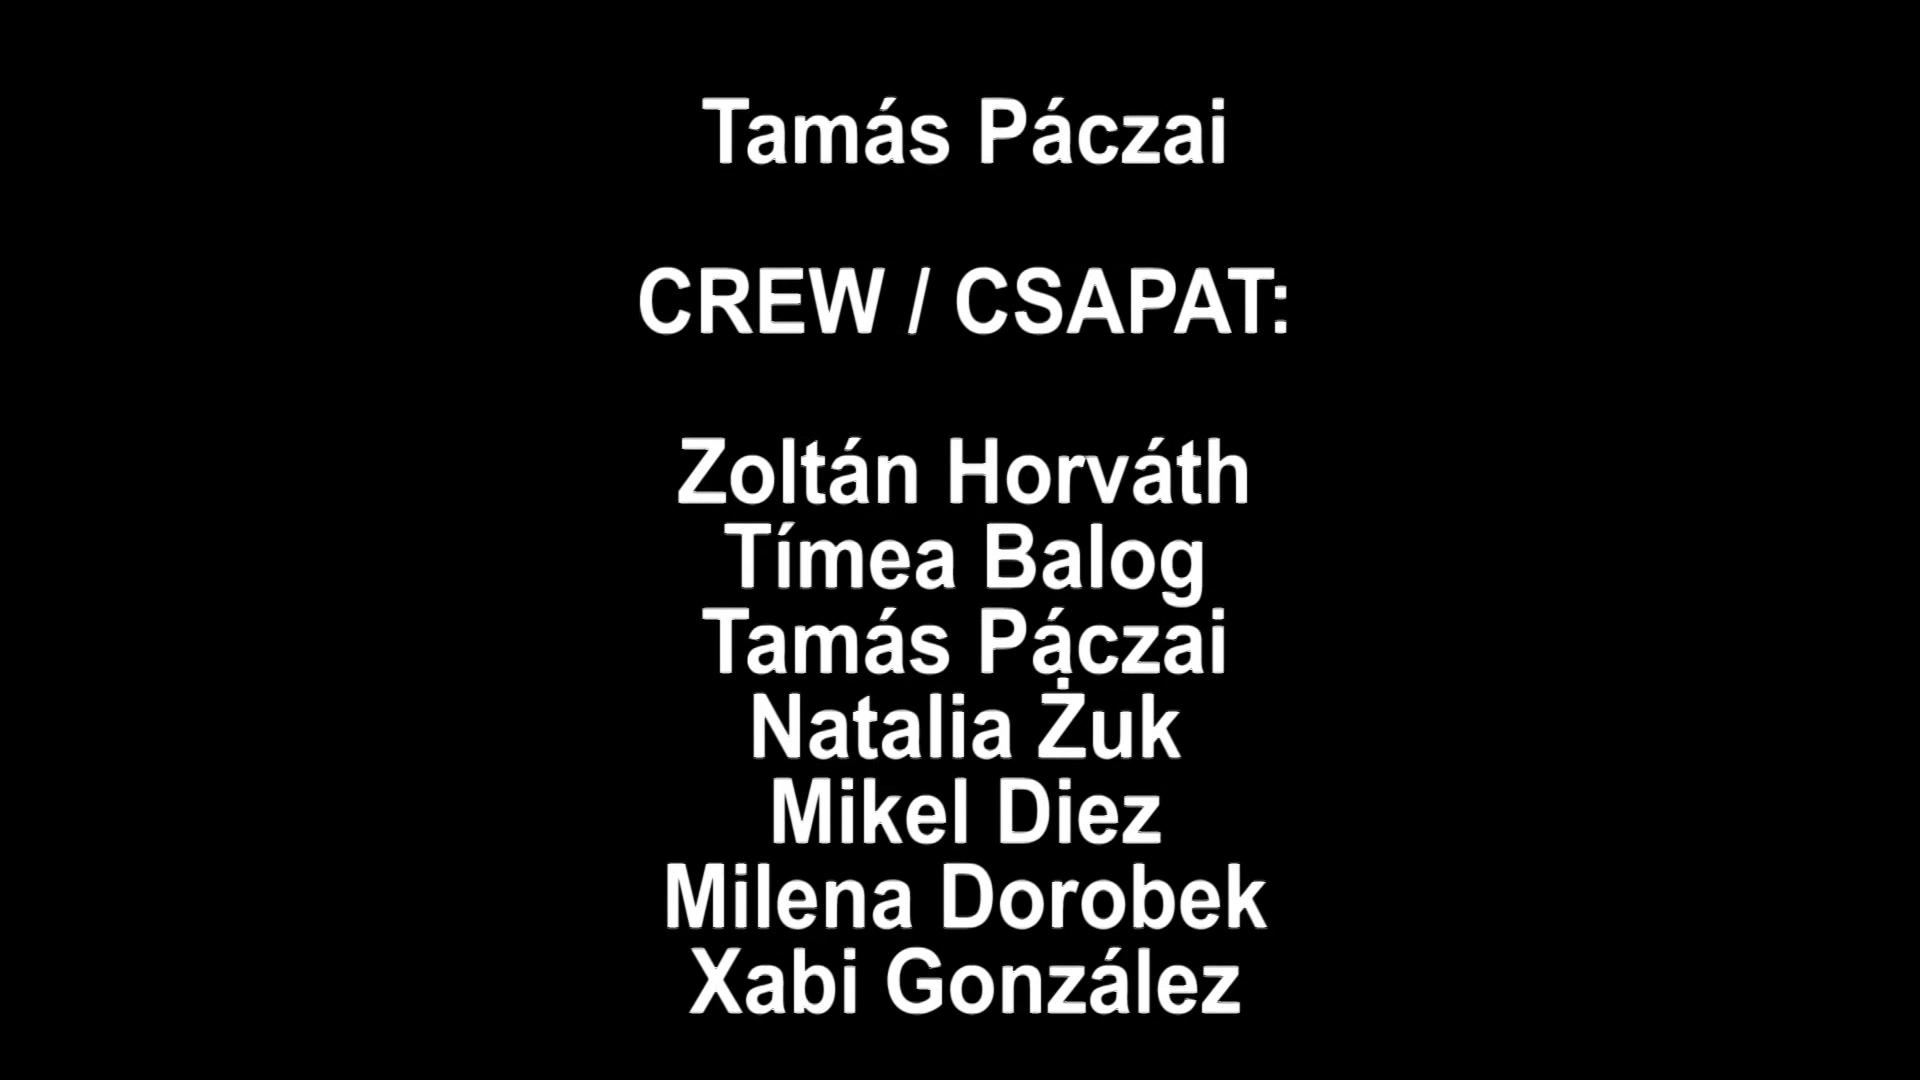 Tamás Páczai
CREW / CSAPAT:
Zoltán Horváth
Tímea Balog
Tamás Páczai
Natalia Żuk
Mikel Diez
Milena Dorobek
Xabi González